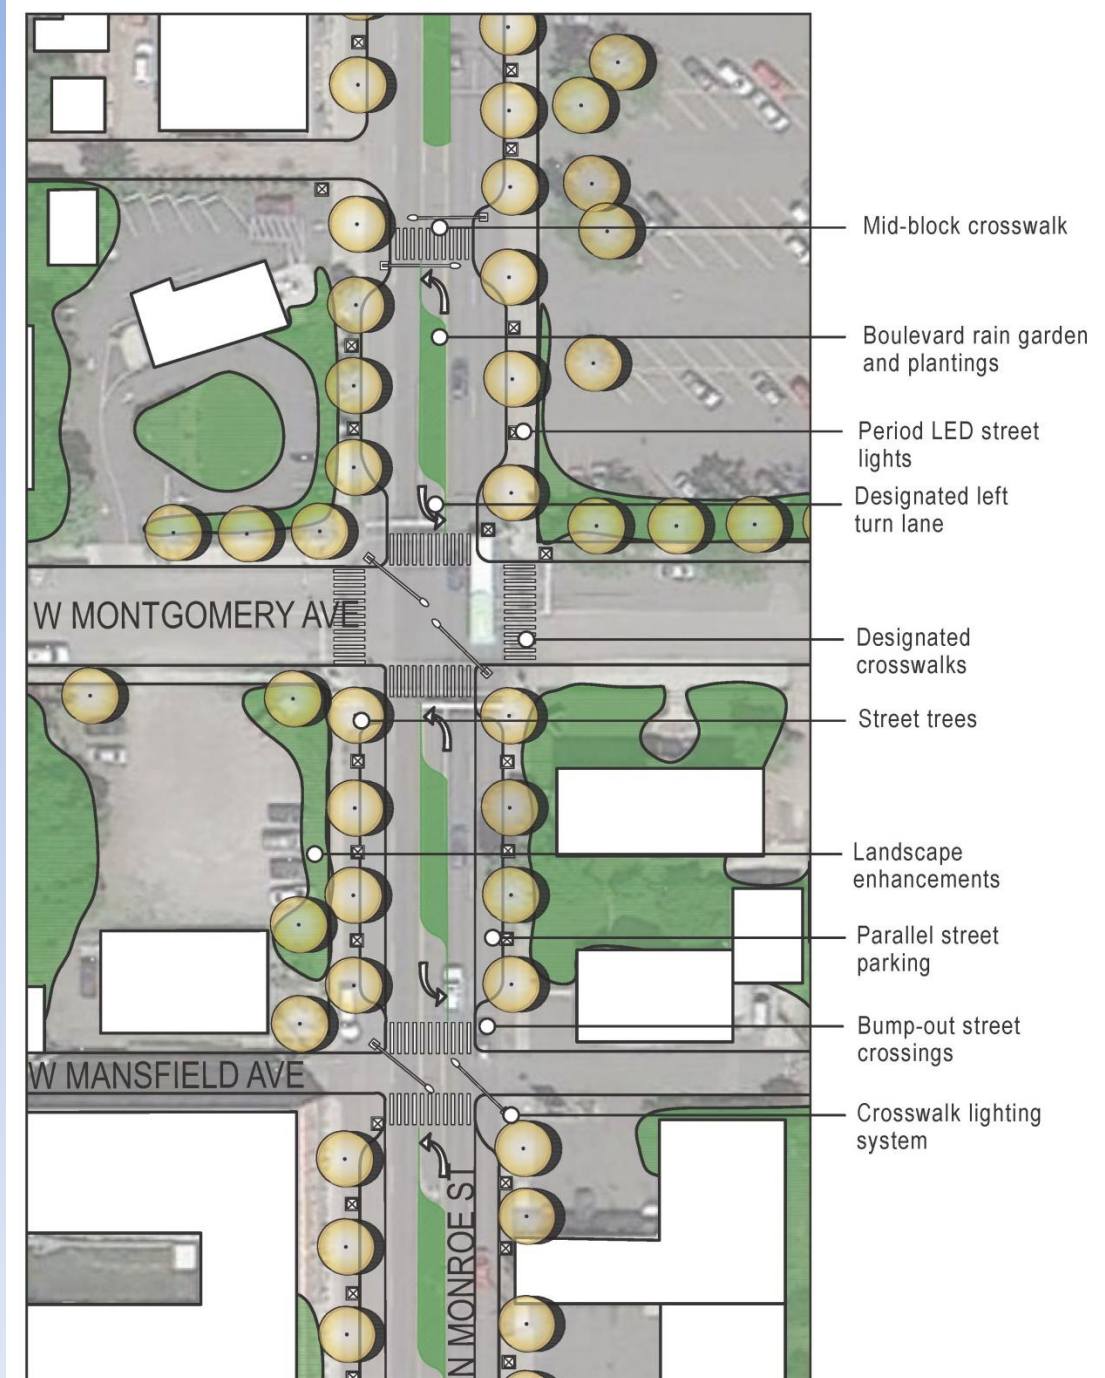 Mid-block crosswalk
Boulevard rain garden
and plantings
Period LED street
lights
Designated left
turn lane
W MONTGOMERY AVE
Designated
crosswalks
Street trees
Landscape
enhancements
Parallel street
parking
Bump-out street
crossings
W MANSFIELD AVE
Crosswalk lighting
system
N MONROE ST